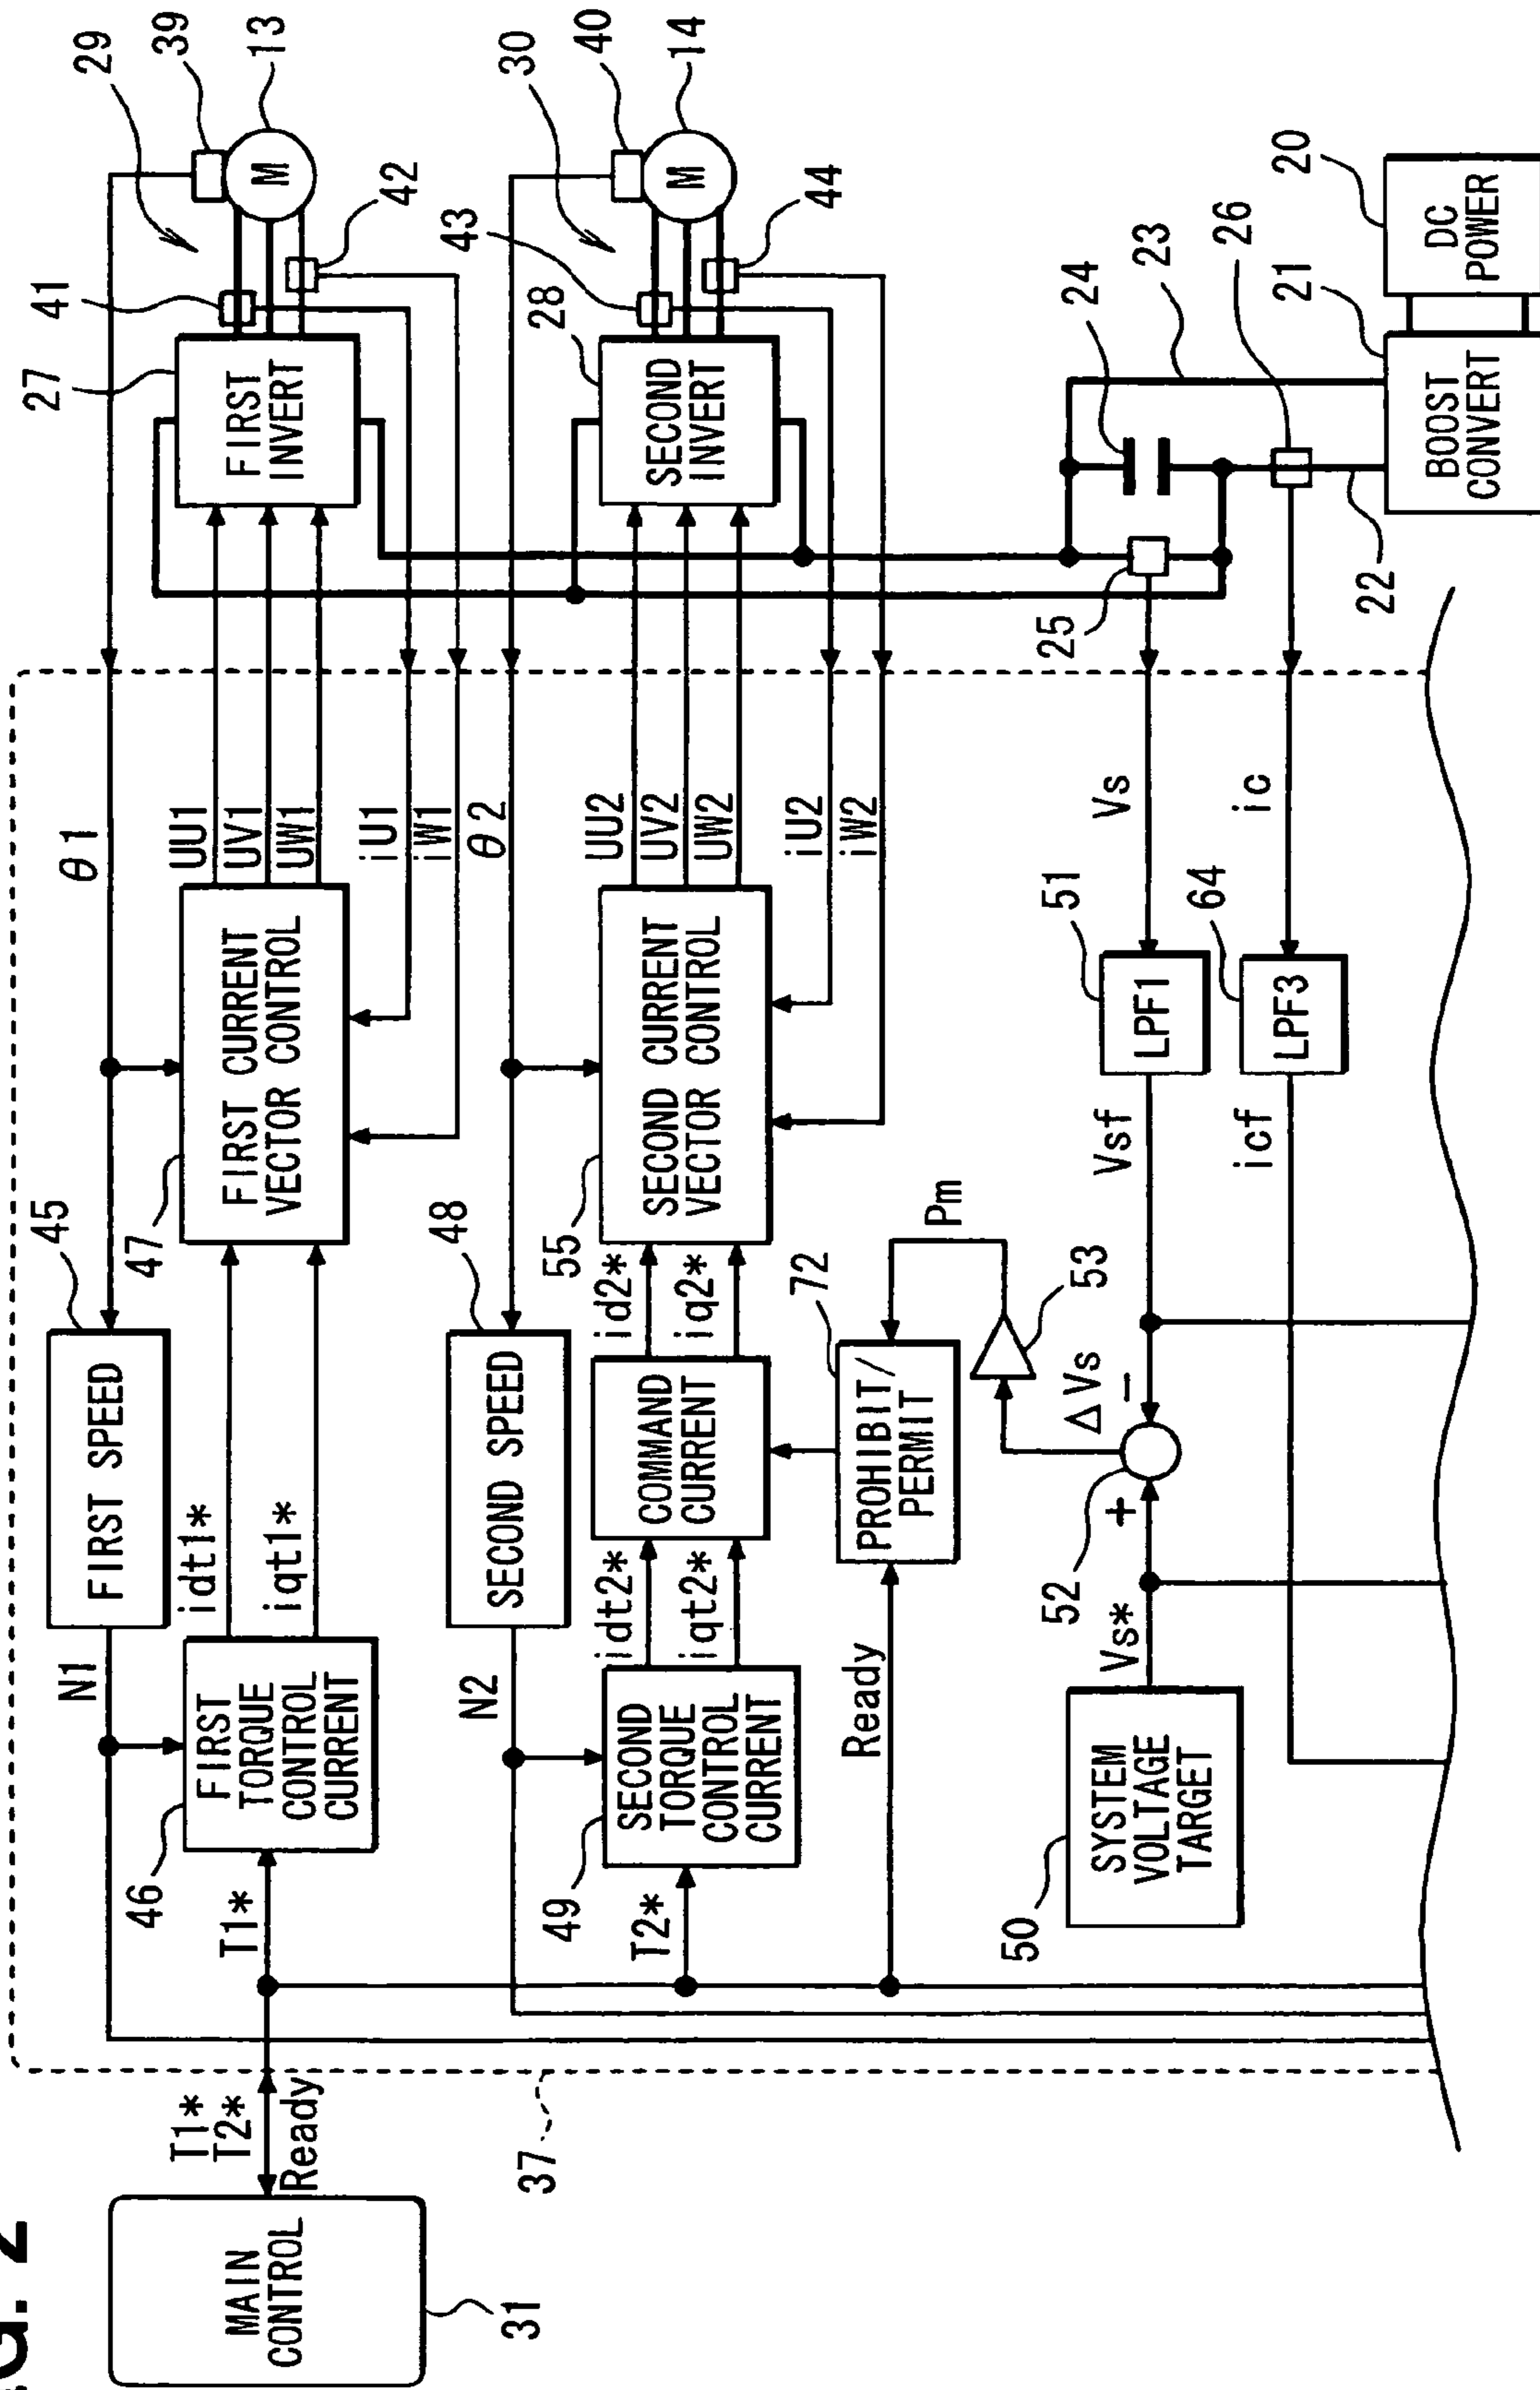 FIG. 2
MAIN
CONTROL
31
T1*
T2*
Ready
37
N1
45
FIRST SPEED
θ1
29
39
13
M
46
T1*
FIRST
TORQUE
CONTROL
CURRENT
idt1*
iqt1*
47
FIRST CURRENT
VECTOR CONTROL
UU1
UV1
UW1
iU1
iW1
27
FIRST
INVERT
41
42
N2
48
SECOND SPEED
θ2
30
40
14
M
49
T2*
SECOND
TORQUE
CONTROL
CURRENT
idt2*
iqt2*
COMMAND
CURRENT
id2*
iq2*
55
SECOND CURRENT
VECTOR CONTROL
UU2
UV2
UW2
iU2
iW2
28
SECOND
INVERT
43
44
Ready
PROHIBIT/
PERMIT
72
Pm
53
ΔVs
50
SYSTEM
VOLTAGE
TARGET
Vs*
52
+
−
Vsf
51
LPF1
Vs
25
24
23
icf
64
LPF3
ic
26
22
21
BOOST
CONVERT
20
DC
POWER